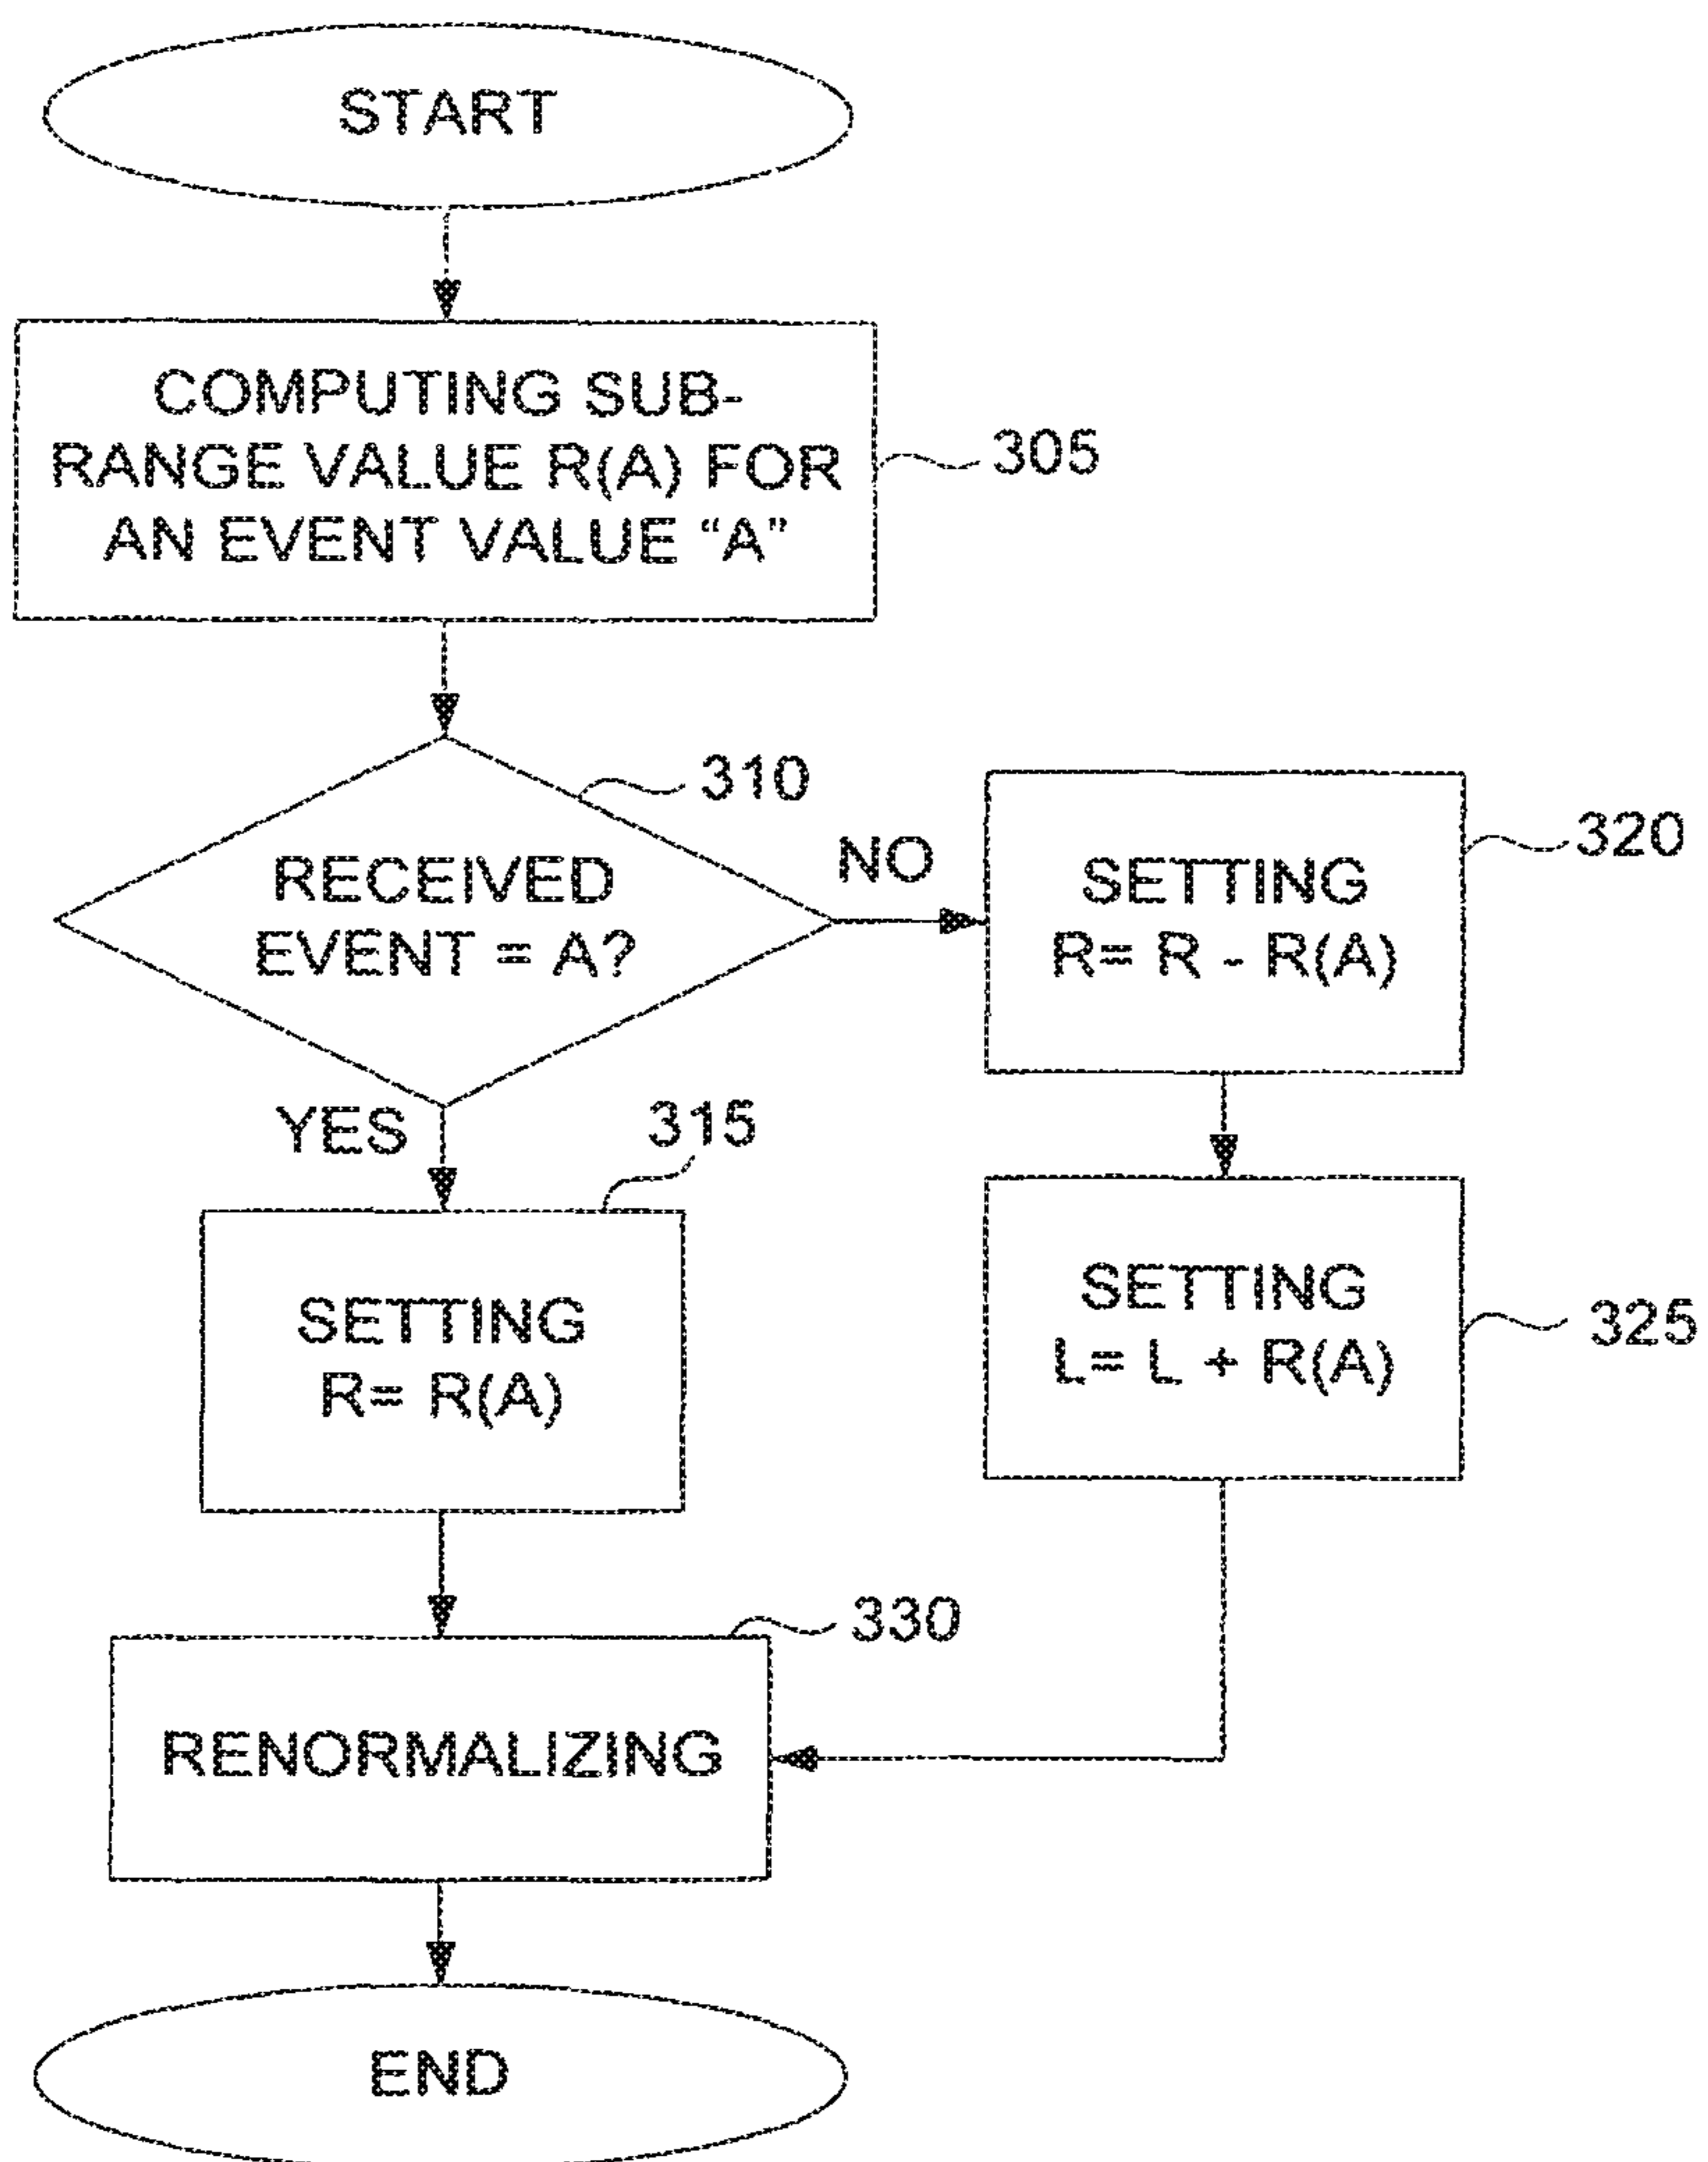 START
COMPUTING SUB-
RANGE VALUE R(A) FOR
AN EVENT VALUE “A”
305
310
RECEIVED
EVENT = A?
NO
SETTING
R= R - R(A)
320
YES
315
SETTING
R= R(A)
SETTING
L= L + R(A)
325
330
RENORMALIZING
END